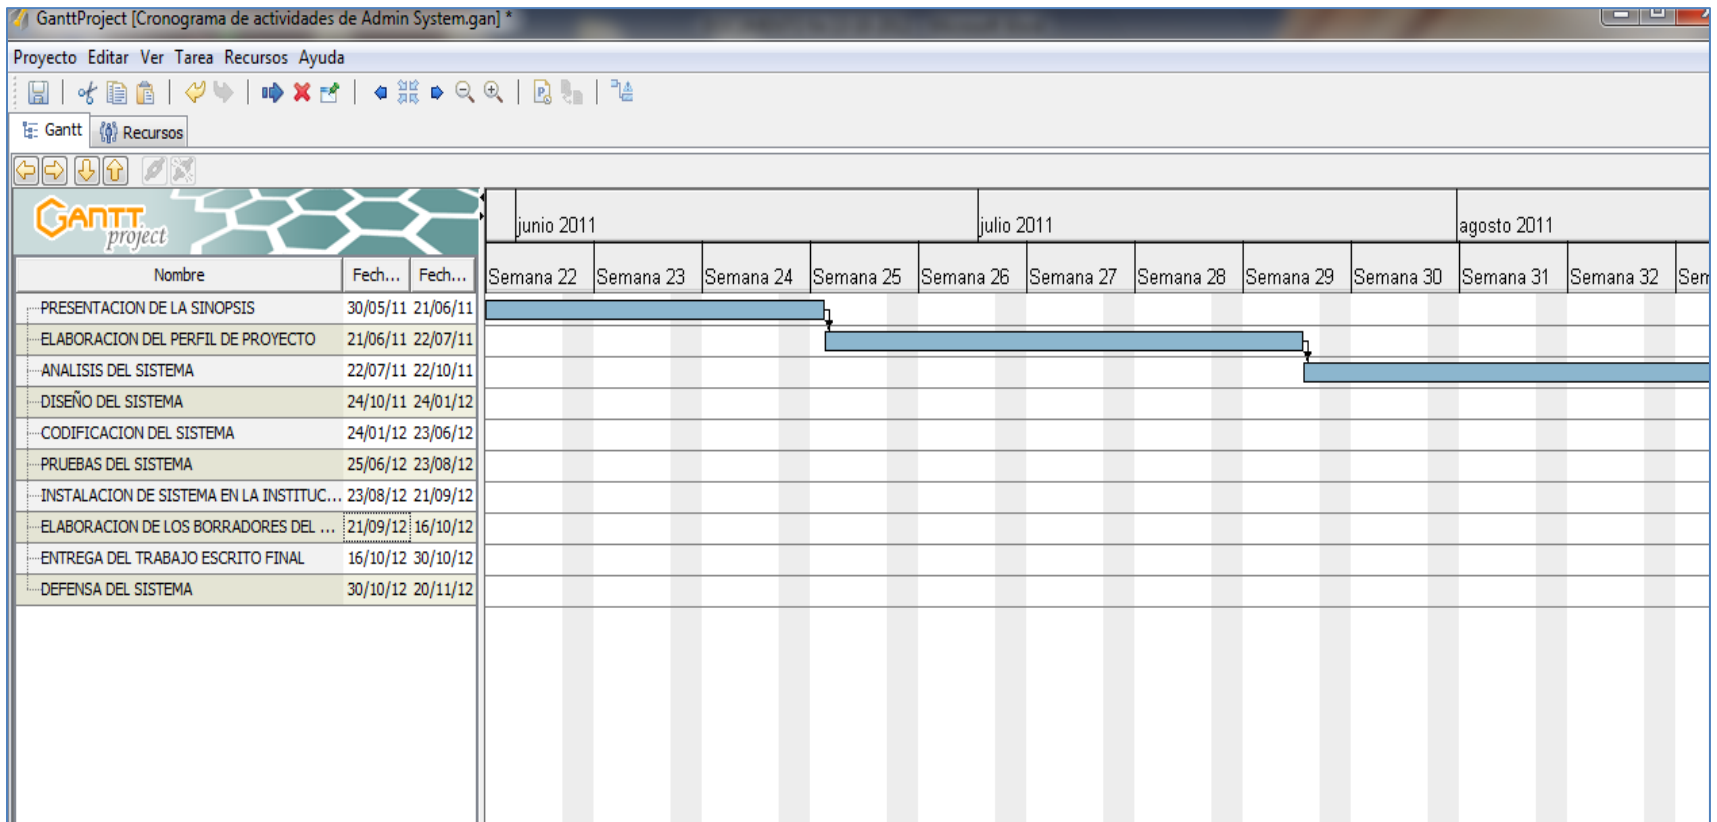 GanttProject [Cronograma de actividades de Admin System.gan] *
Proyecto Editar Ver Tarea Recursos Ayuda
Gantt Recursos
GANTT project
junio 2011 julio 2011 agosto 2011
Nombre Fech... Fech... Semana 22 Semana 23 Semana 24 Semana 25 Semana 26 Semana 27 Semana 28 Semana 29 Semana 30 Semana 31 Semana 32 Sem
PRESENTACION DE LA SINOPSIS 30/05/11 21/06/11
ELABORACION DEL PERFIL DE PROYECTO 21/06/11 22/07/11
ANALISIS DEL SISTEMA 22/07/11 22/10/11
DISEÑO DEL SISTEMA 24/10/11 24/01/12
CODIFICACION DEL SISTEMA 24/01/12 23/06/12
PRUEBAS DEL SISTEMA 25/06/12 23/08/12
INSTALACION DE SISTEMA EN LA INSTITUC... 23/08/12 21/09/12
ELABORACION DE LOS BORRADORES DEL ... 21/09/12 16/10/12
ENTREGA DEL TRABAJO ESCRITO FINAL 16/10/12 30/10/12
DEFENSA DEL SISTEMA 30/10/12 20/11/12